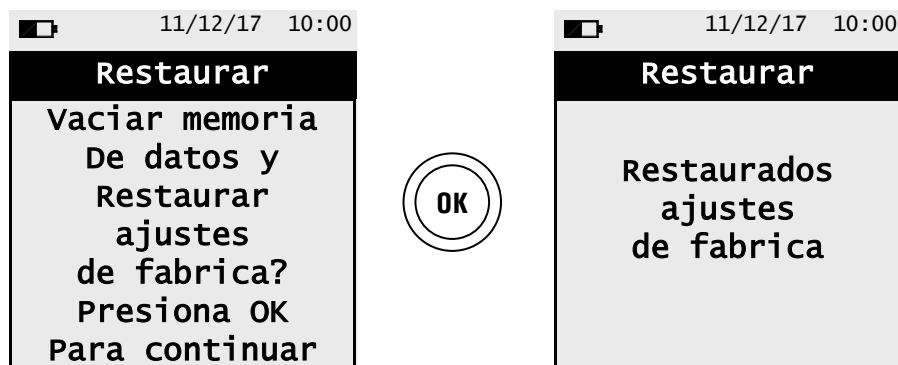 11/12/17 10:00
Restaurar
Vaciar memoria
De datos y
Restaurar
ajustes
de fabrica?
Presiona OK
Para continuar
OK
11/12/17 10:00
Restaurar
Restaurados
ajustes
de fabrica